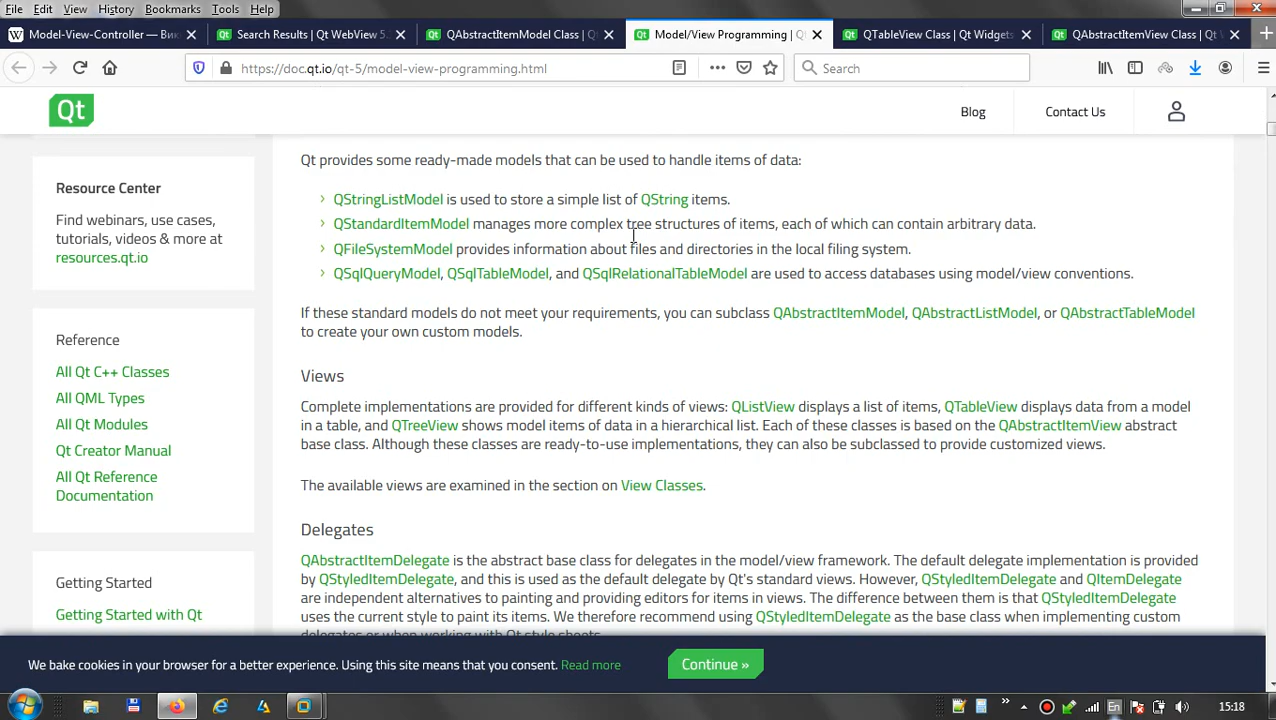 File Edit View History Bookmarks Tools Help
Model-View-Controller — Вики
Search Results | Qt WebView 5.
QAbstractItemModel Class | Qt
Model/View Programming | Qt
QTableView Class | Qt Widgets
QAbstractItemView Class | Qt
https://doc.qt.io/qt-5/model-view-programming.html
Search
Qt
Blog
Contact Us
Resource Center
Find webinars, use cases,
tutorials, videos & more at
resources.qt.io
Reference
All Qt C++ Classes
All QML Types
All Qt Modules
Qt Creator Manual
All Qt Reference
Documentation
Getting Started
Getting Started with Qt
Qt provides some ready-made models that can be used to handle items of data:
QStringListModel is used to store a simple list of QString items.
QStandardItemModel manages more complex tree structures of items, each of which can contain arbitrary data.
QFileSystemModel provides information about files and directories in the local filing system.
QSqlQueryModel, QSqlTableModel, and QSqlRelationalTableModel are used to access databases using model/view conventions.
If these standard models do not meet your requirements, you can subclass QAbstractItemModel, QAbstractListModel, or QAbstractTableModel
to create your own custom models.
Views
Complete implementations are provided for different kinds of views: QListView displays a list of items, QTableView displays data from a model
in a table, and QTreeView shows model items of data in a hierarchical list. Each of these classes is based on the QAbstractItemView abstract
base class. Although these classes are ready-to-use implementations, they can also be subclassed to provide customized views.
The available views are examined in the section on View Classes.
Delegates
QAbstractItemDelegate is the abstract base class for delegates in the model/view framework. The default delegate implementation is provided
by QStyledItemDelegate, and this is used as the default delegate by Qt's standard views. However, QStyledItemDelegate and QItemDelegate
are independent alternatives to painting and providing editors for items in views. The difference between them is that QStyledItemDelegate
uses the current style to paint its items. We therefore recommend using QStyledItemDelegate as the base class when implementing custom
delegates or when working with Qt style sheets.
We bake cookies in your browser for a better experience. Using this site means that you consent. Read more
Continue »
En
15:18